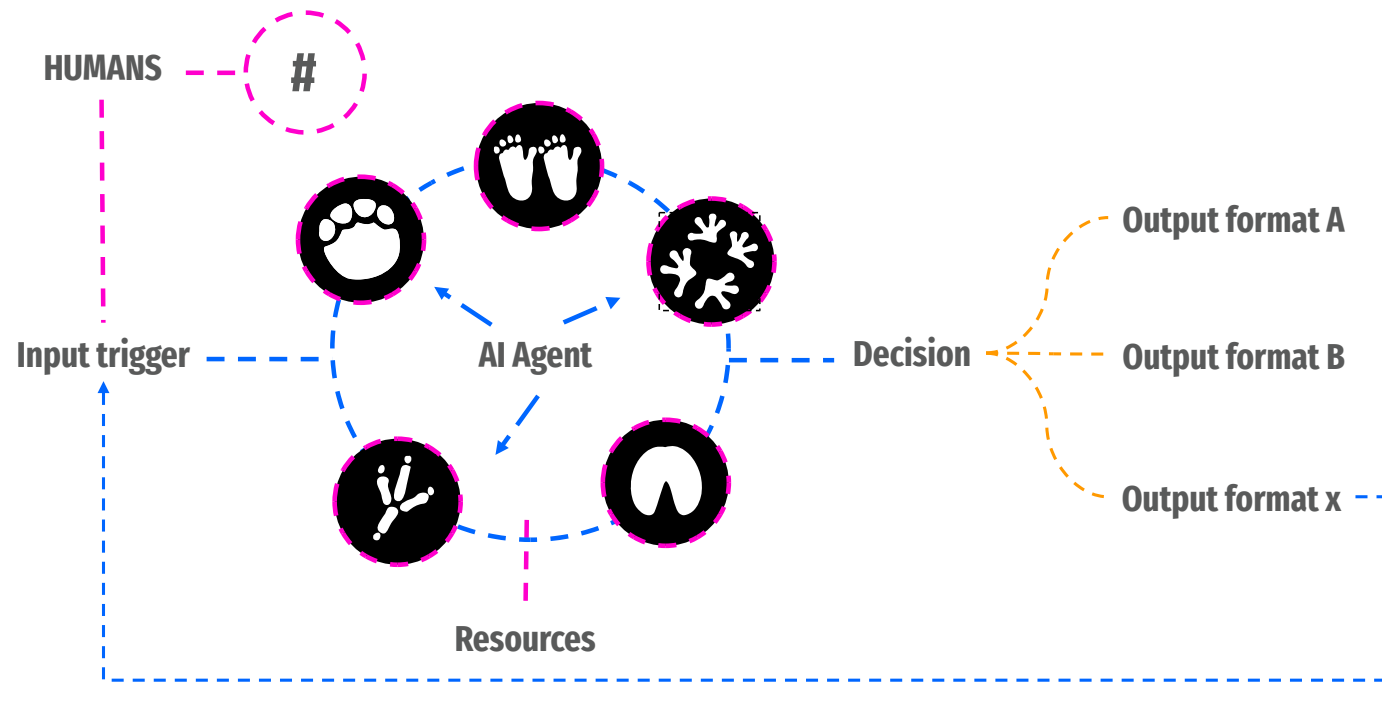 HUMANS
#
Output format A
Input trigger
AI Agent
Decision
Output format B
Output format x
Resources